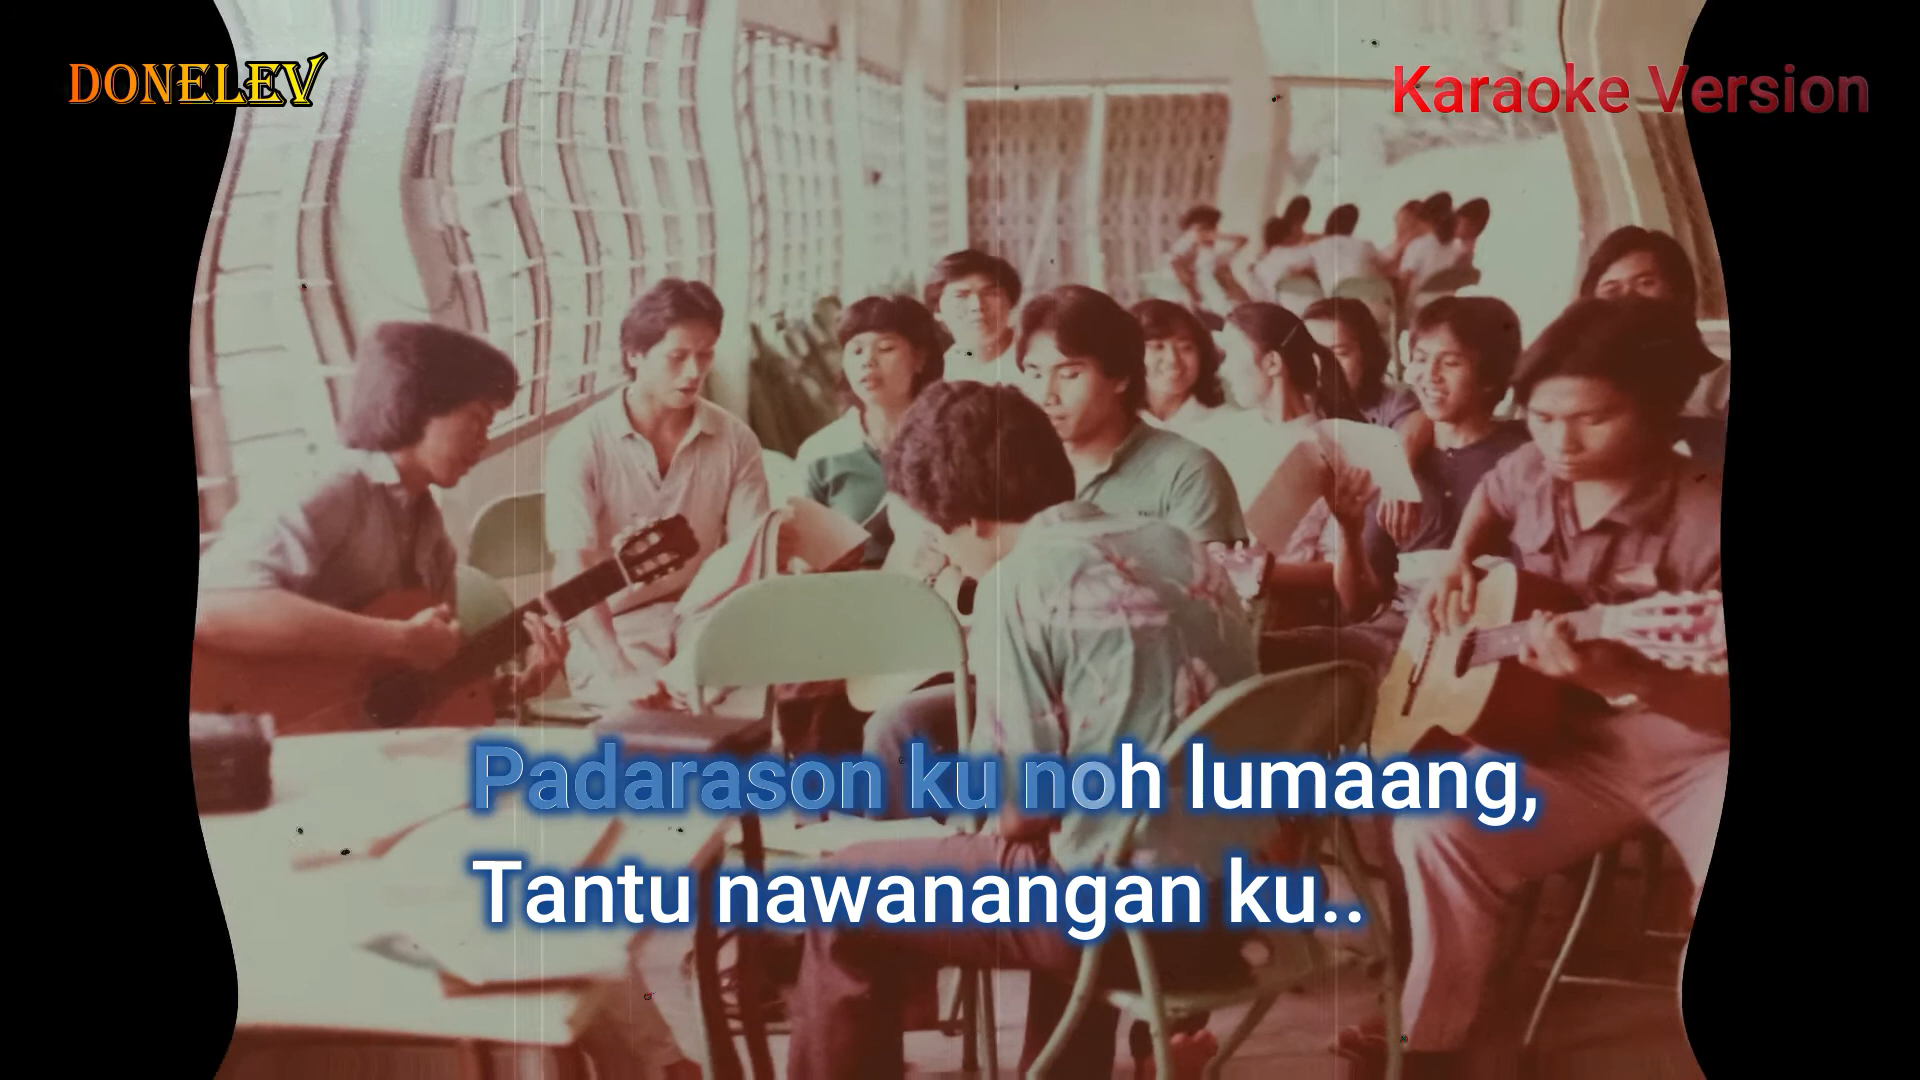 DONELEV
Karaoke Version
Padarason ku noh lumaang,
Tantu nawanangan ku..